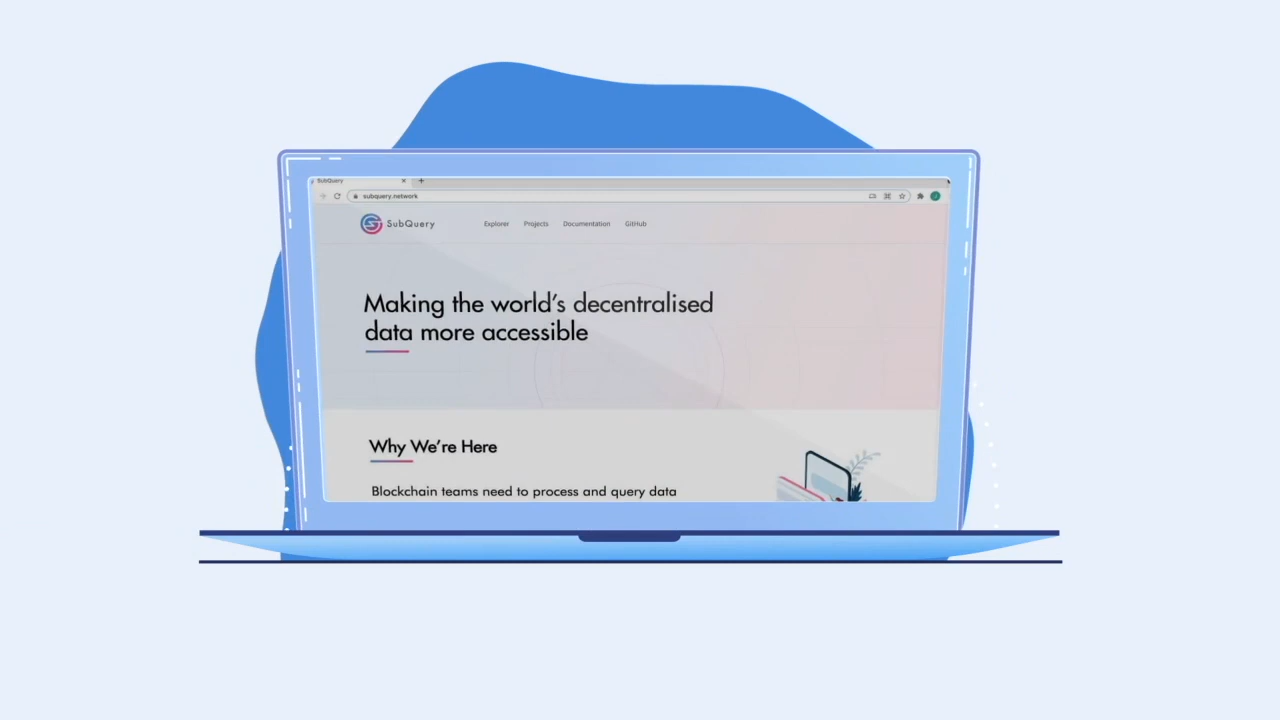 SubQuery
subquery.network
SubQuery
Explorer Projects Documentation GitHub
Making the world's decentralised
data more accessible
Why We're Here
Blockchain teams need to process and query data